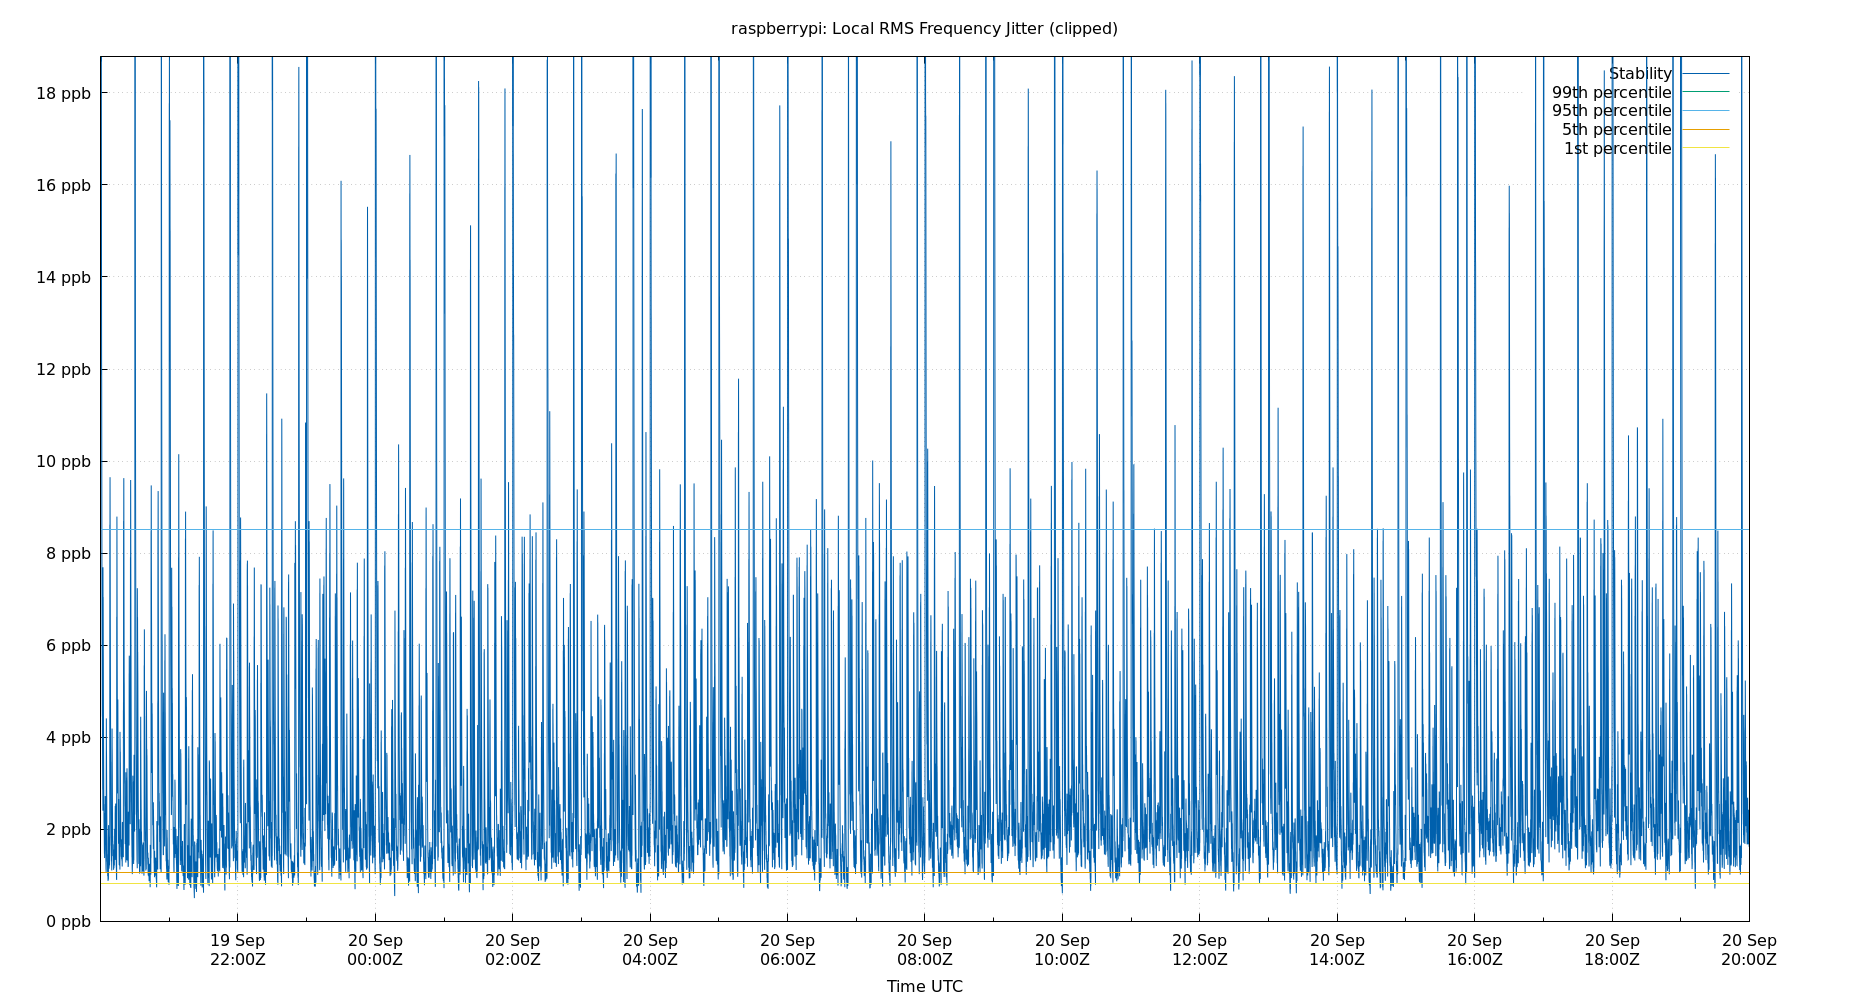 raspberrypi: Local RMS Frequency Jitter (clipped)
Stability
99th percentile
95th percentile
5th percentile
1st percentile
18 ppb
16 ppb
14 ppb
12 ppb
10 ppb
8 ppb
6 ppb
4 ppb
2 ppb
0 ppb
19 Sep 20 Sep 20 Sep 20 Sep 20 Sep 20 Sep 20 Sep 20 Sep 20 Sep 20 Sep 20 Sep 20 Sep
22:00Z 00:00Z 02:00Z 04:00Z 06:00Z 08:00Z 10:00Z 12:00Z 14:00Z 16:00Z 18:00Z 20:00Z
Time UTC